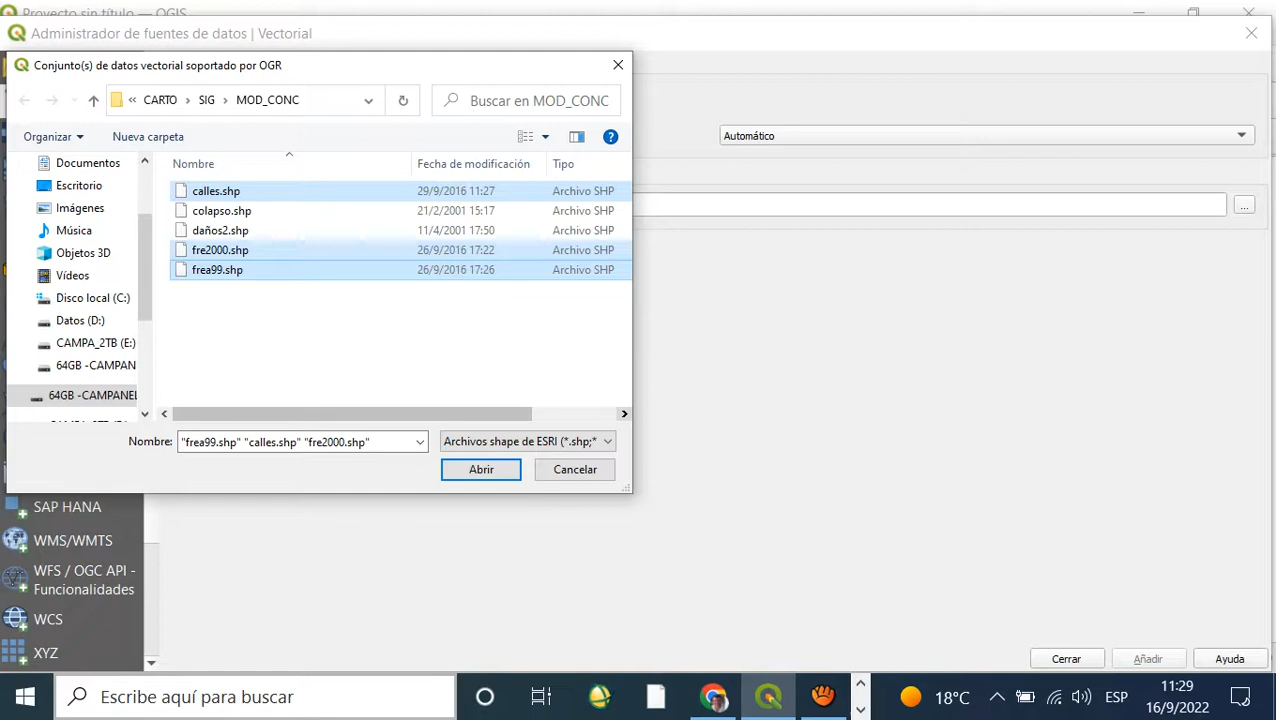 Proyecto sin título — QGIS
Administrador de fuentes de datos | Vectorial
Conjunto(s) de datos vectorial soportado por OGR
« CARTO › SIG › MOD_CONC
Buscar en MOD_CONC
Organizar
Nueva carpeta
Automático
Nombre
Fecha de modificación
Tipo
Documentos
Escritorio
Imágenes
Música
Objetos 3D
Vídeos
Disco local (C:)
Datos (D:)
CAMPA_2TB (E:)
64GB -CAMPAN
64GB -CAMPANEL
calles.shp 29/9/2016 11:27 Archivo SHP
colapso.shp 21/2/2001 15:17 Archivo SHP
daños2.shp 11/4/2001 17:50 Archivo SHP
fre2000.shp 26/9/2016 17:22 Archivo SHP
frea99.shp 26/9/2016 17:26 Archivo SHP
...
Nombre: "frea99.shp" "calles.shp" "fre2000.shp"
Archivos shape de ESRI (*.shp;*
Abrir
Cancelar
SAP HANA
WMS/WMTS
WFS / OGC API -
Funcionalidades
WCS
XYZ
Cerrar
Añadir
Ayuda
Escribe aquí para buscar
18°C
ESP
11:29
16/9/2022